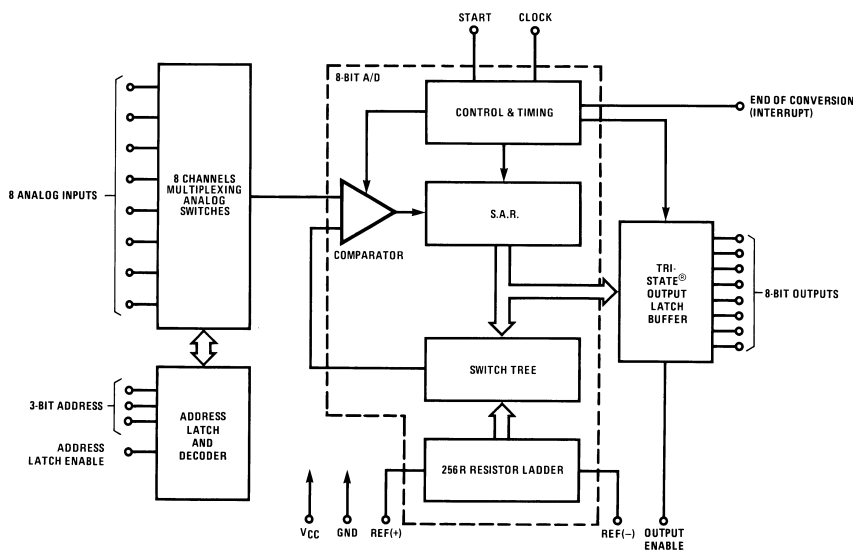 START
CLOCK
8-BIT A/D
CONTROL & TIMING
END OF CONVERSION
(INTERRUPT)
8 ANALOG INPUTS
8 CHANNELS
MULTIPLEXING
ANALOG
SWITCHES
S.A.R.
COMPARATOR
TRI-
STATE®
OUTPUT
LATCH
BUFFER
8-BIT OUTPUTS
SWITCH TREE
3-BIT ADDRESS
ADDRESS
LATCH ENABLE
ADDRESS
LATCH
AND
DECODER
256R RESISTOR LADDER
VCC
GND
REF(+)
REF(−)
OUTPUT
ENABLE